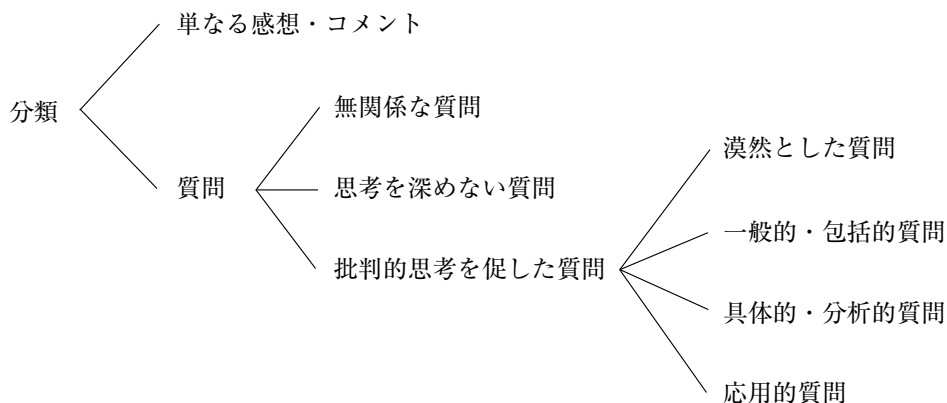 単なる感想・コメント
分類
無関係な質問
漠然とした質問
質問
思考を深めない質問
一般的・包括的質問
批判的思考を促した質問
具体的・分析的質問
応用的質問